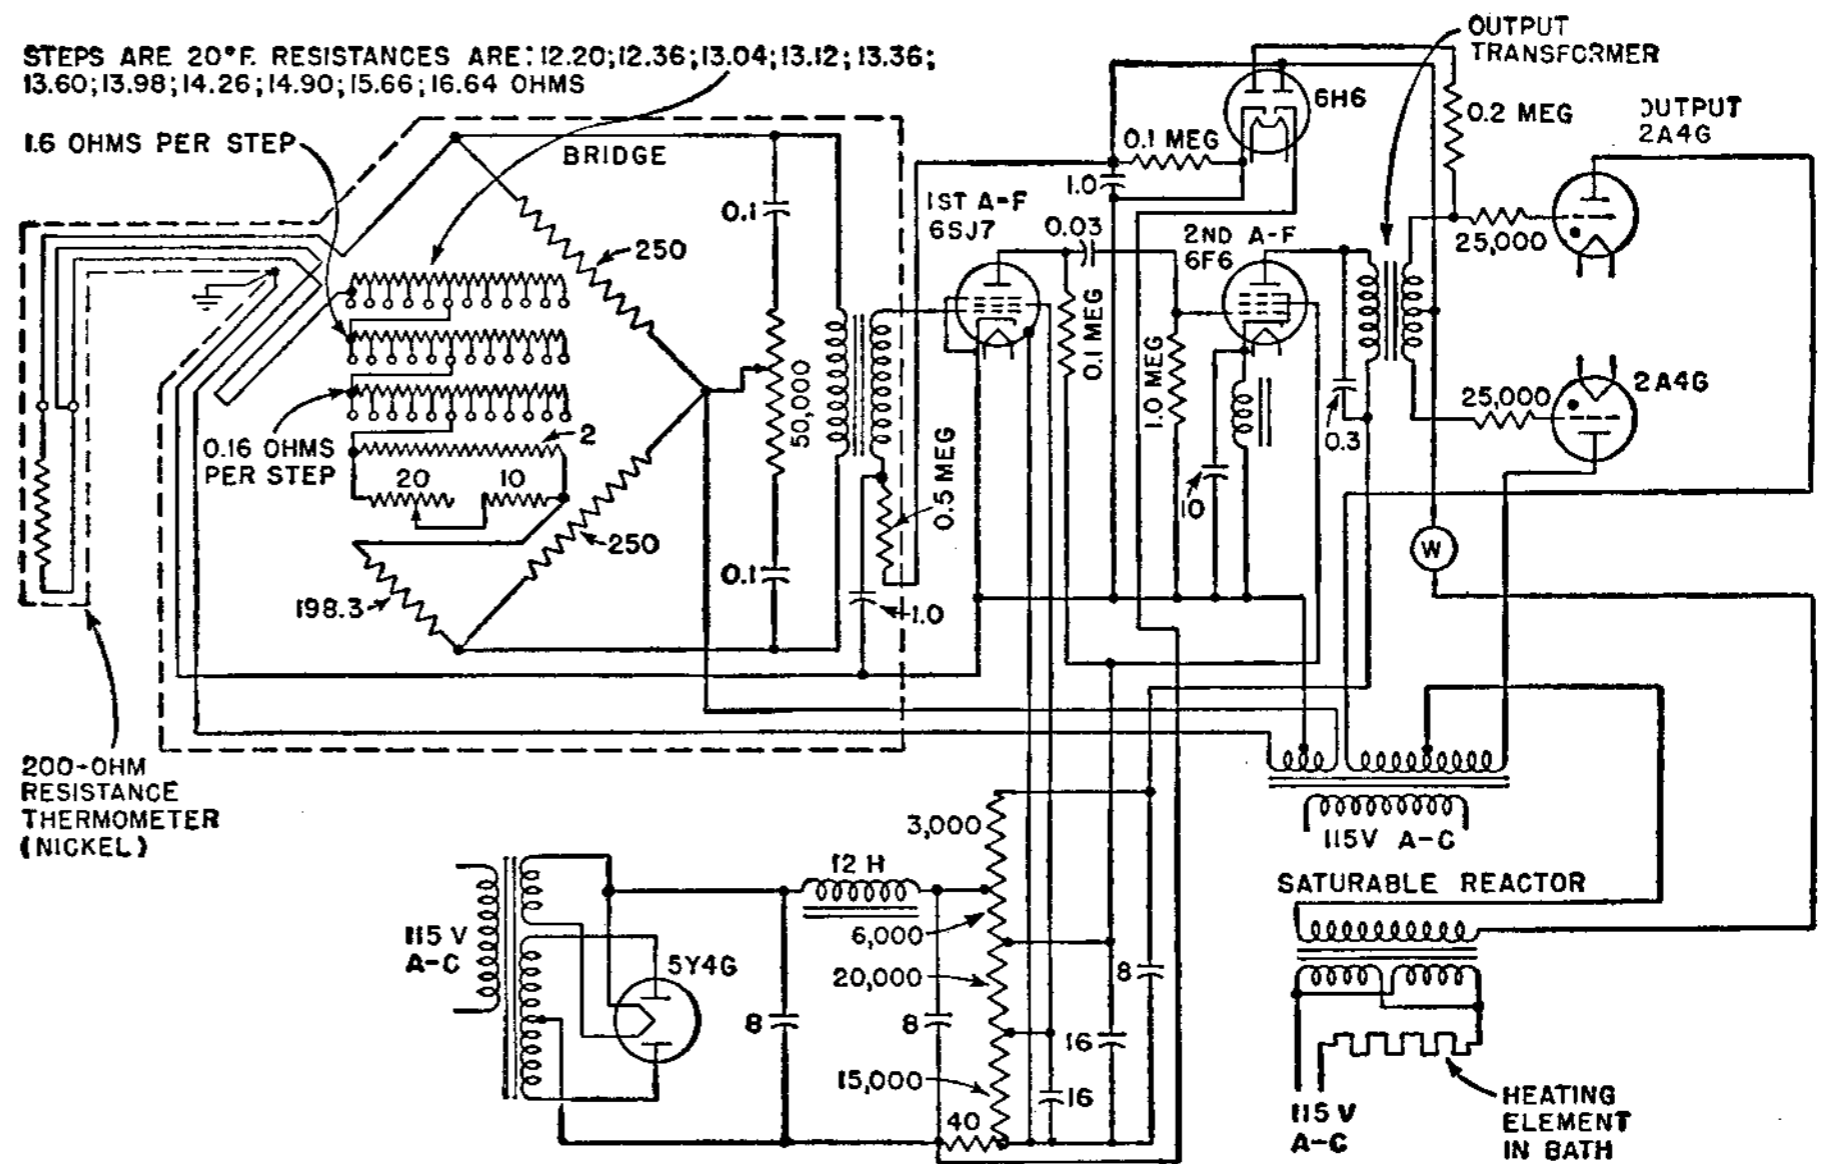 STEPS ARE 20°F. RESISTANCES ARE: 12.20; 12.36; 13.04; 13.12; 13.36;
13.60; 13.98; 14.26; 14.90; 15.66; 16.64 OHMS
1.6 OHMS PER STEP
BRIDGE
OUTPUT
TRANSFORMER
6H6
0.2 MEG
OUTPUT
2A4G
0.1 MEG
1.0
1ST A-F
6SJ7
0.03
2ND A-F
6F6
25,000
0.1
250
0.1 MEG
1.0 MEG
50,000
2A4G
25,000
0.3
0.16 OHMS
PER STEP
2
20
10
0.5 MEG
10
W
250
0.1
198.3
1.0
200-OHM
RESISTANCE
THERMOMETER
(NICKEL)
3,000
115V A-C
12 H
SATURABLE REACTOR
115 V
A-C
5Y4G
6,000
20,000
8
8
8
16
15,000
16
40
115 V
A-C
HEATING
ELEMENT
IN BATH